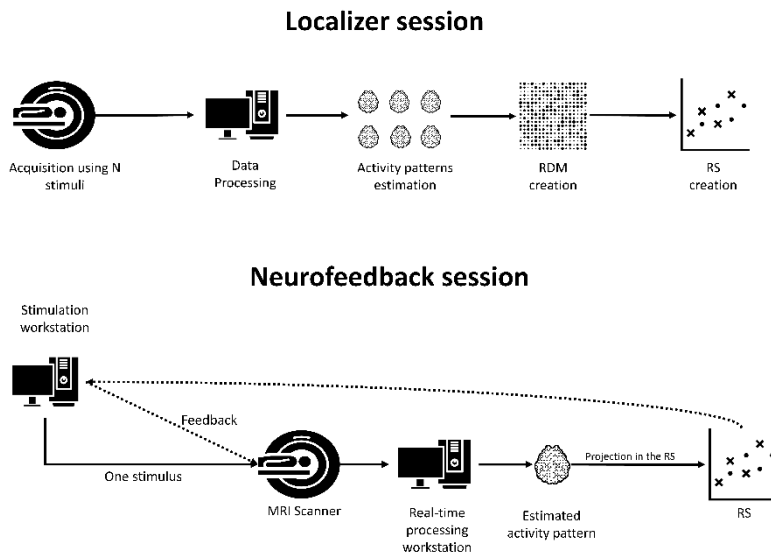 Localizer session
Acquisition using N
stimuli
Data
Processing
Activity patterns
estimation
RDM
creation
RS
creation
Neurofeedback session
Stimulation
workstation
Feedback
One stimulus
MRI Scanner
Real-time
processing
workstation
Estimated
activity pattern
Projection in the RS
RS